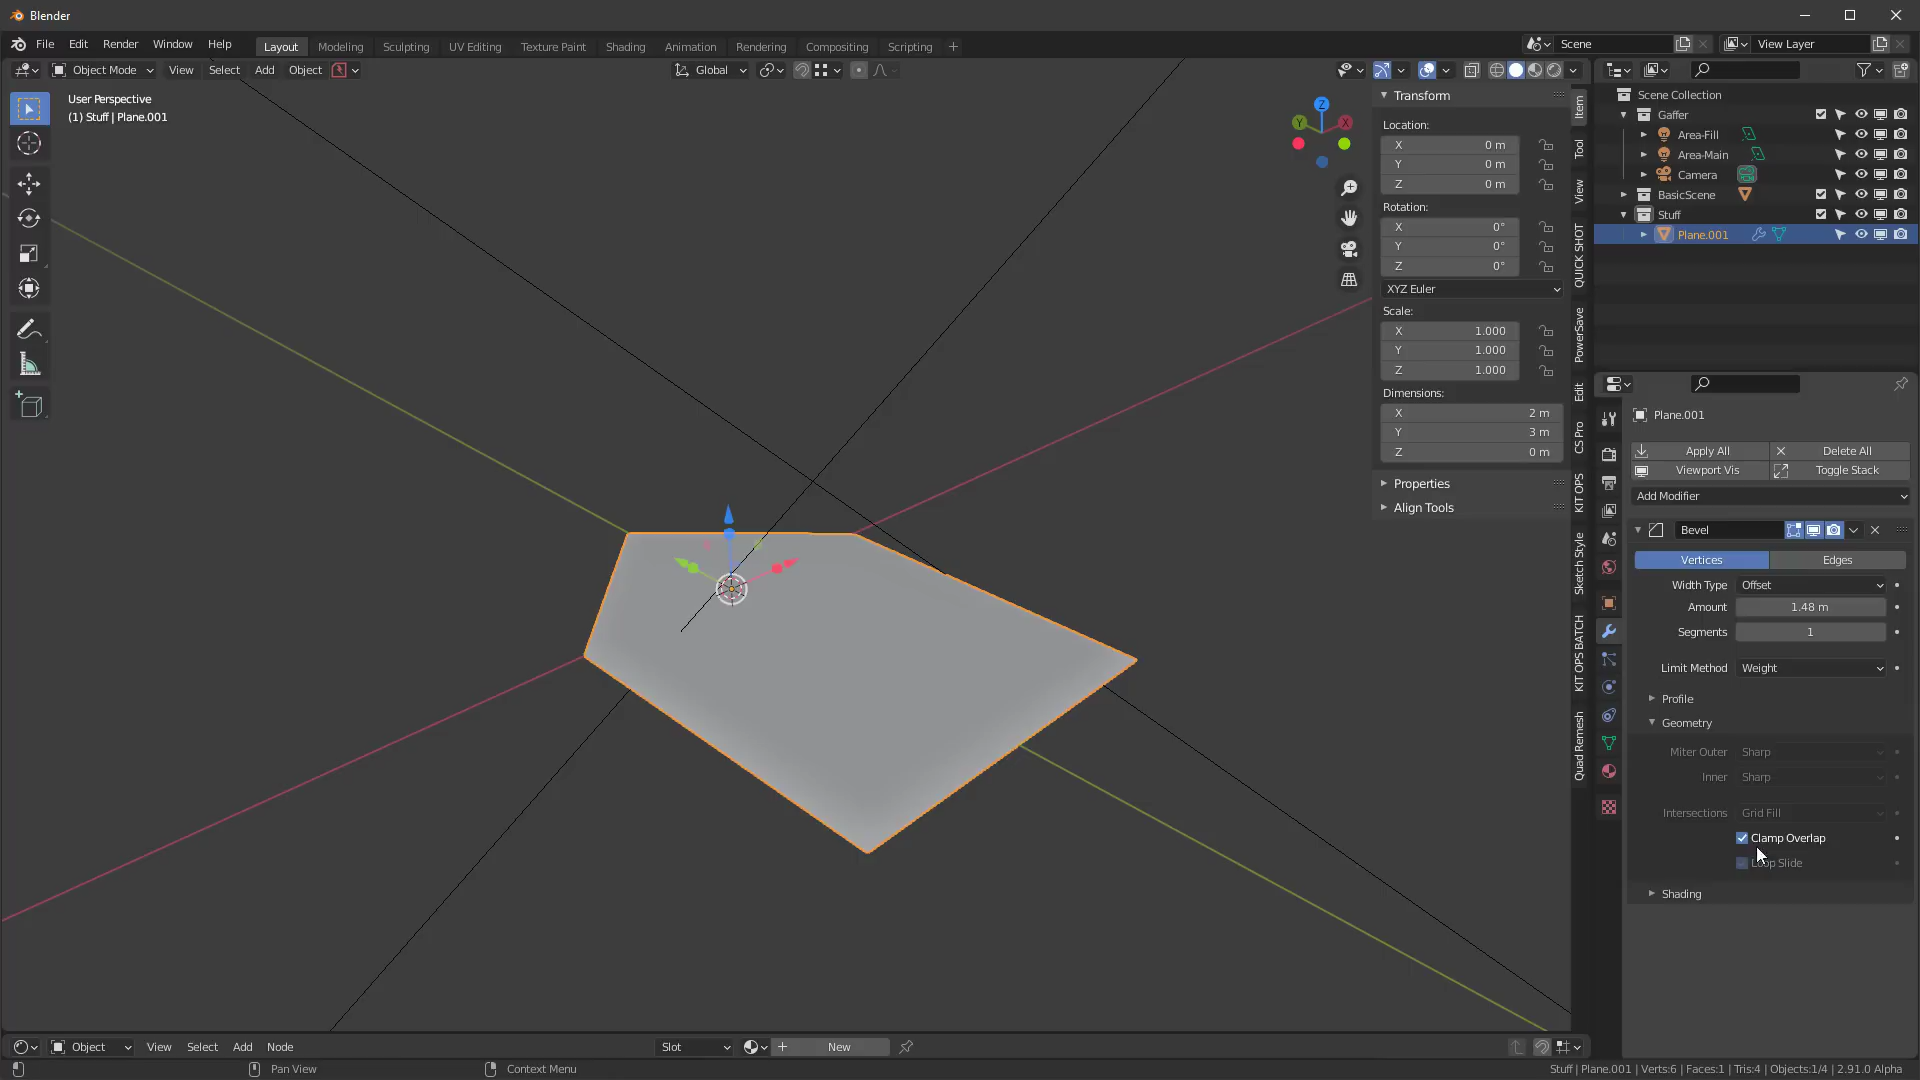 Blender
File Edit Render Window Help Layout Modeling Sculpting UV Editing Texture Paint Shading Animation Rendering Compositing Scripting + Scene View Layer
Object Mode View Select Add Object Global
User Perspective
(1) Stuff | Plane.001
Z
Y
X
Transform
Location:
X 0 m
Y 0 m
Z 0 m
Rotation:
X 0°
Y 0°
Z 0°
XYZ Euler
Scale:
X 1.000
Y 1.000
Z 1.000
Dimensions:
X 2 m
Y 3 m
Z 0 m
Properties
Align Tools
Item
Tool
View
QUICK SHOT
PowerSave
Edit
CS Pro
KIT OPS
Sketch Style
KIT OPS BATCH
Quad Remesh
Scene Collection
Gaffer
Area-Fill
Area-Main
Camera
BasicScene
Stuff
Plane.001
Plane.001
Apply All Delete All
Viewport Vis Toggle Stack
Add Modifier
Bevel
Vertices Edges
Width Type Offset
Amount 1.48 m
Segments 1
Limit Method Weight
Profile
Geometry
Miter Outer Sharp
Inner Sharp
Intersections Grid Fill
Clamp Overlap
Loop Slide
Shading
Object View Select Add Node Slot New
Pan View Context Menu Stuff | Plane.001 | Verts:6 | Faces:1 | Tris:4 | Objects:1/4 | 2.91.0 Alpha